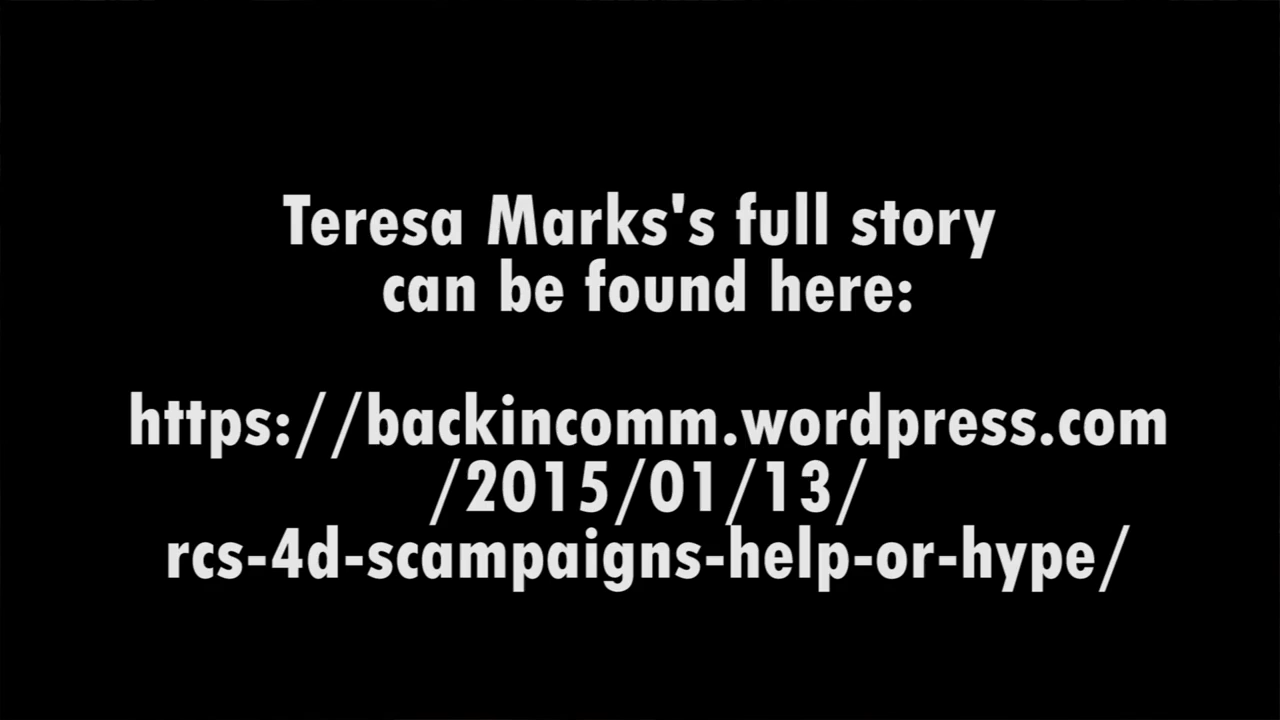 Teresa Marks's full story
can be found here:
https://backincomm.wordpress.com
/2015/01/13/
rcs-4d-scampaigns-help-or-hype/